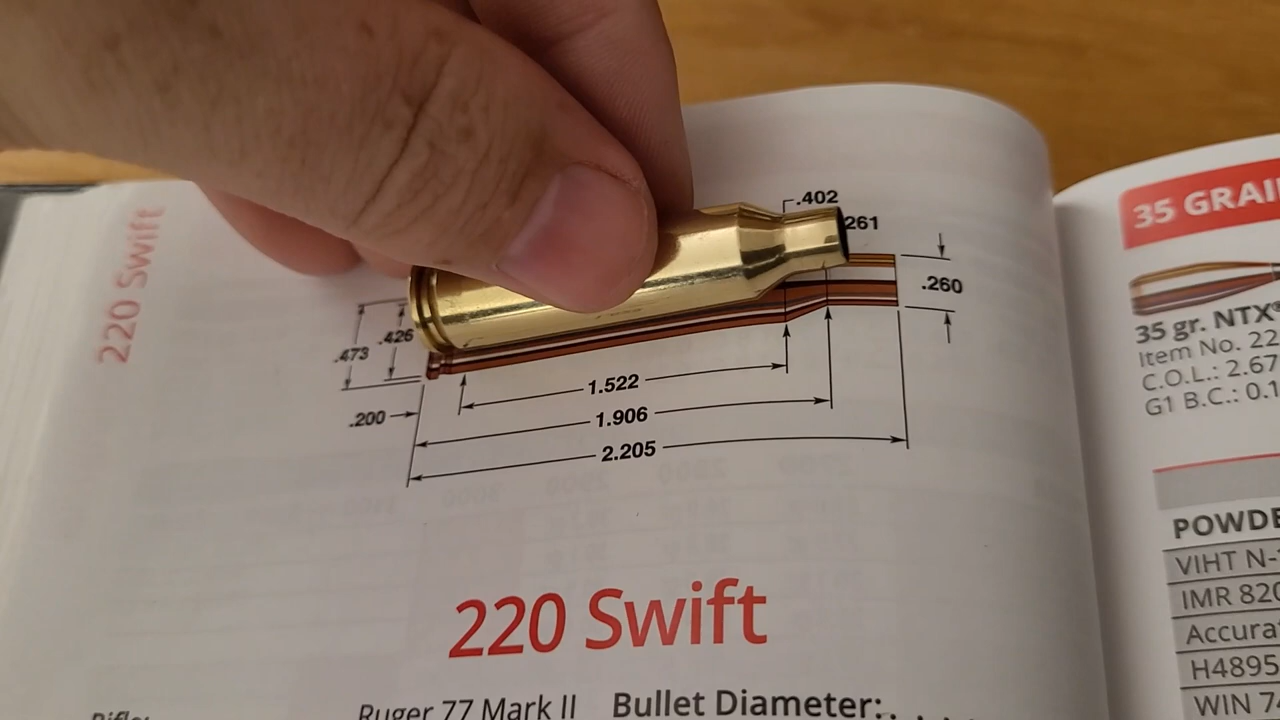 220 Swift
.402
261
.260
.426
.473
1.522
.200
1.906
2.205
220 Swift
Ruger 77 Mark II
Bullet Diameter:
35 GRAI
35 gr. NTX
Item No. 22
C.O.L.: 2.67
G1 B.C.: 0.1
POWDE
VIHT N-
IMR 820
Accura
H4895
WIN 7